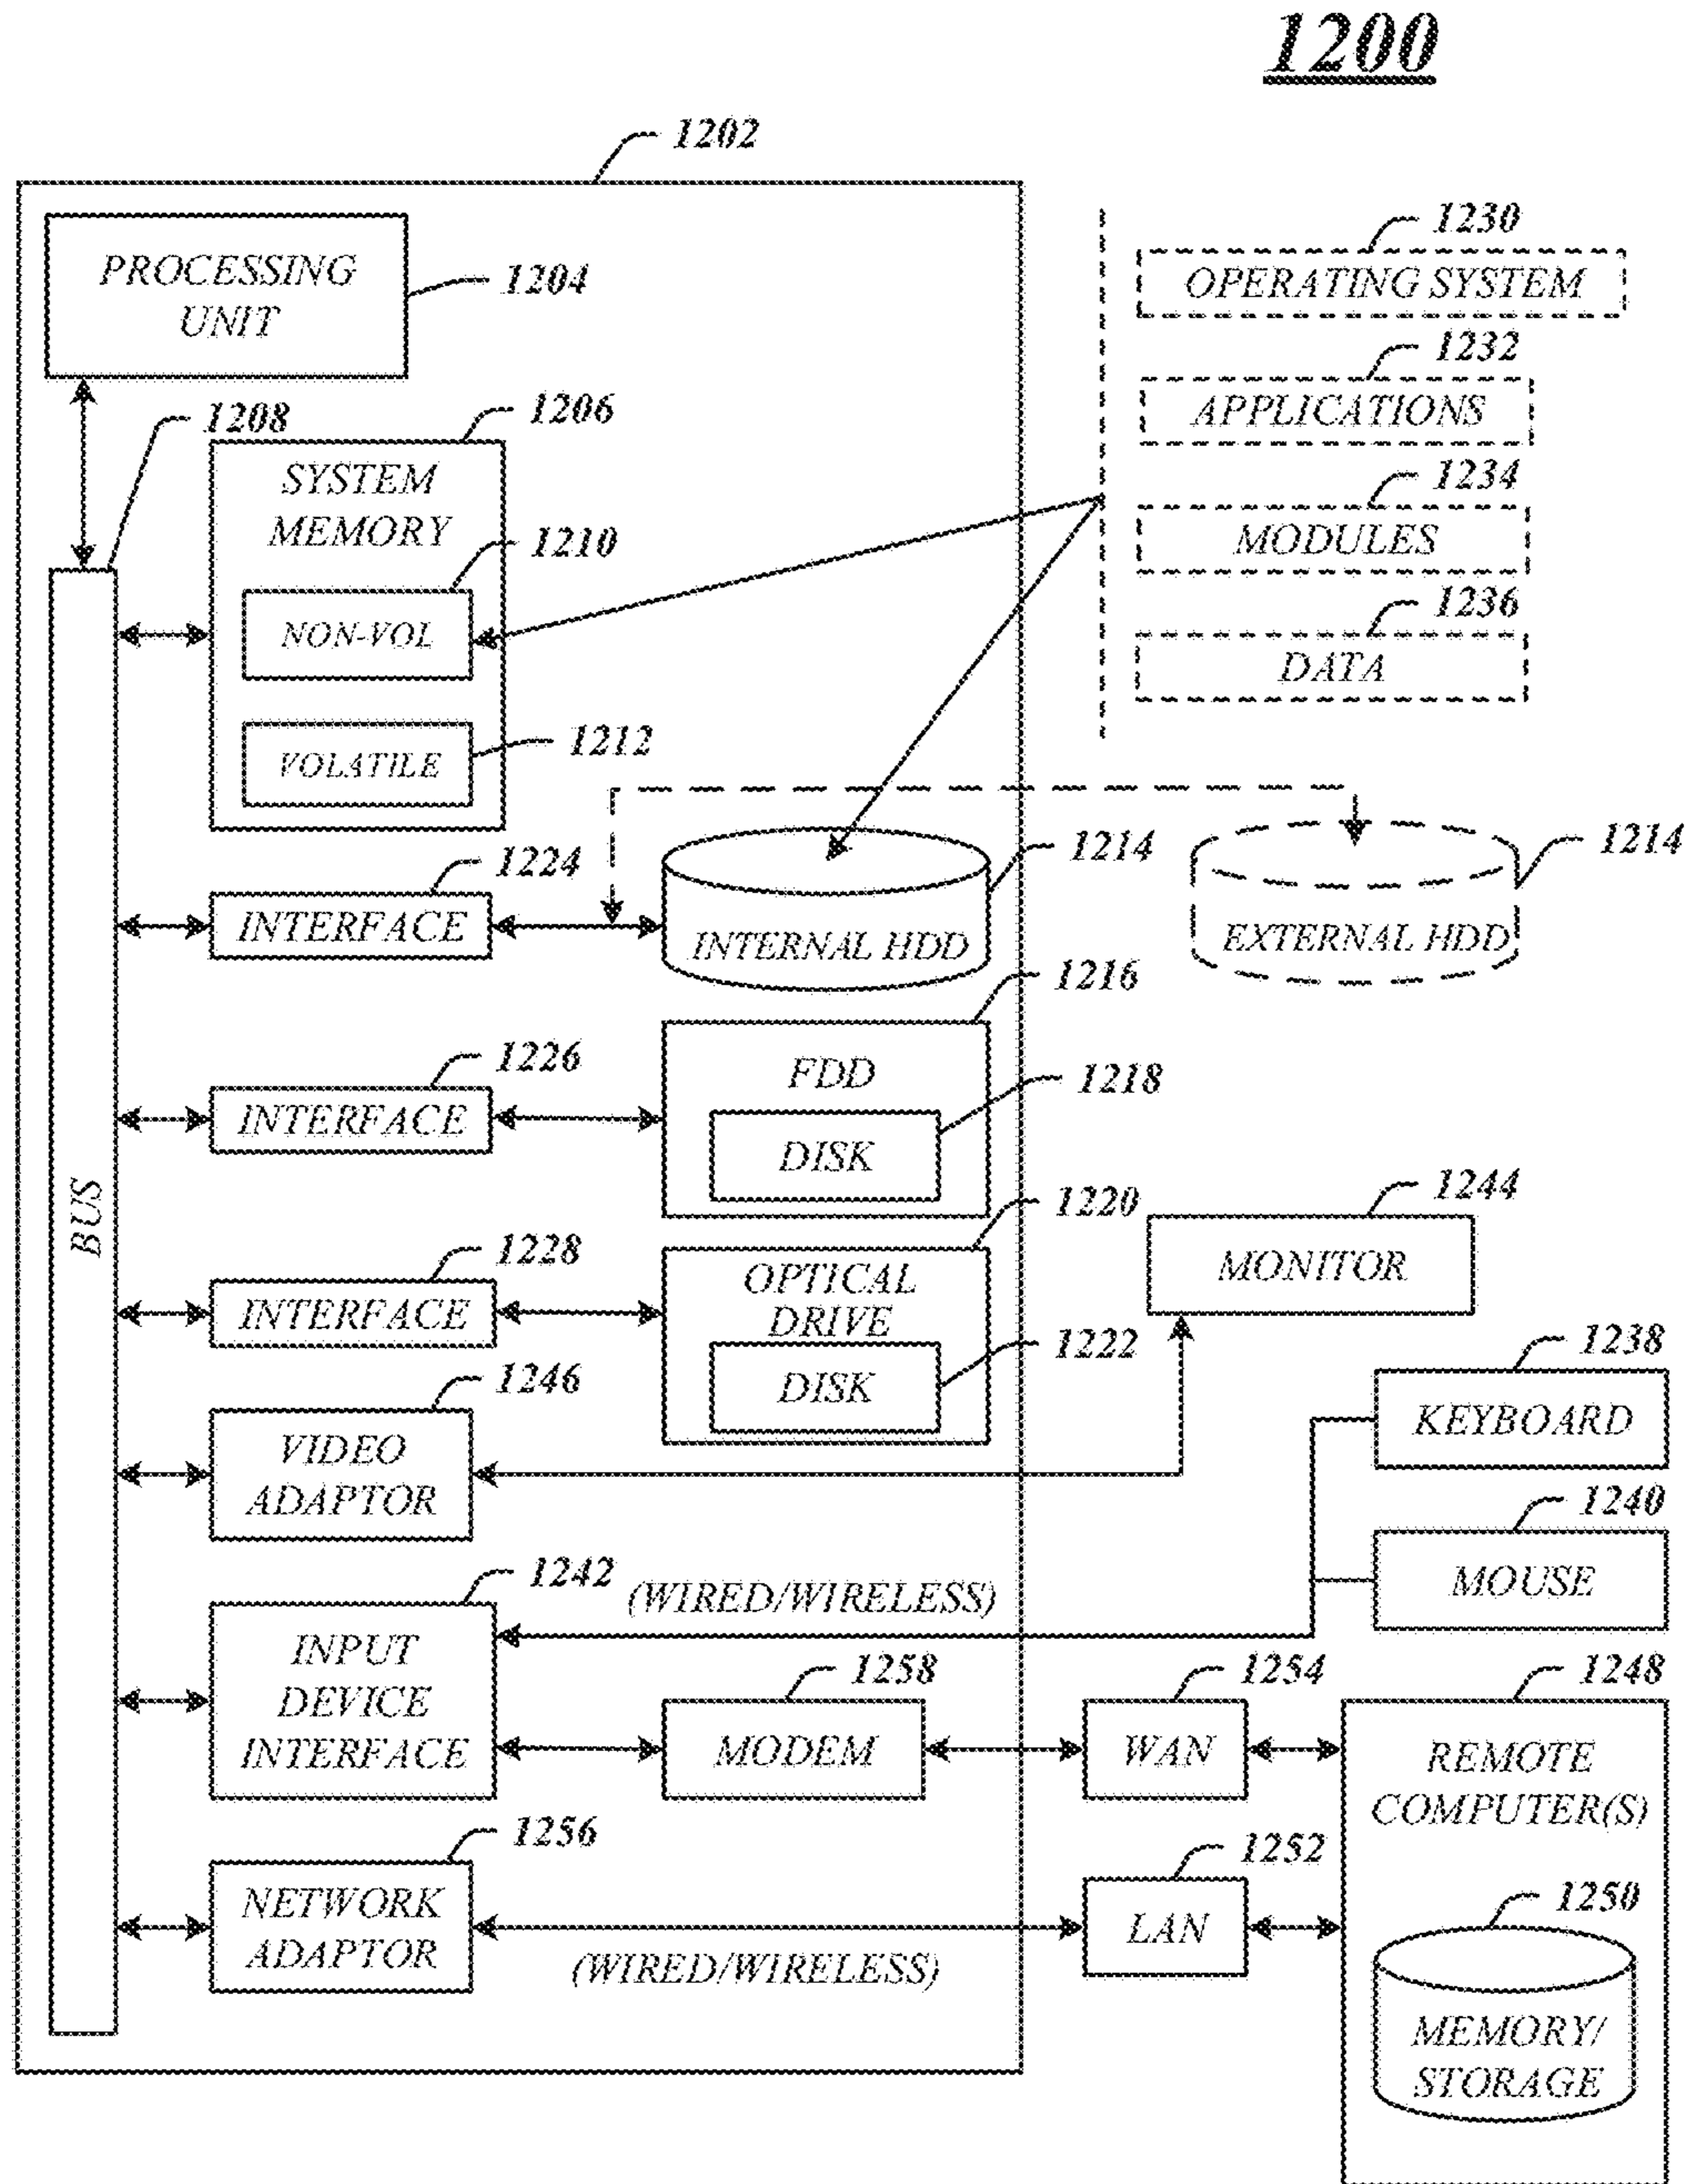 1200
1202
PROCESSING
UNIT
1204
1230
OPERATING SYSTEM
1232
APPLICATIONS
1234
MODULES
1236
DATA
1208
1206
SYSTEM
MEMORY
1210
NON-VOL
1212
VOLATILE
BUS
1224
INTERFACE
1214
INTERNAL HDD
1214
EXTERNAL HDD
1226
INTERFACE
1216
FDD
1218
DISK
1228
INTERFACE
1220
OPTICAL
DRIVE
1222
DISK
1244
MONITOR
1246
VIDEO
ADAPTOR
1238
KEYBOARD
1240
MOUSE
1242
INPUT
DEVICE
INTERFACE
(WIRED/WIRELESS)
1258
MODEM
1254
WAN
1248
REMOTE
COMPUTER(S)
1256
NETWORK
ADAPTOR
(WIRED/WIRELESS)
1252
LAN
1250
MEMORY/
STORAGE